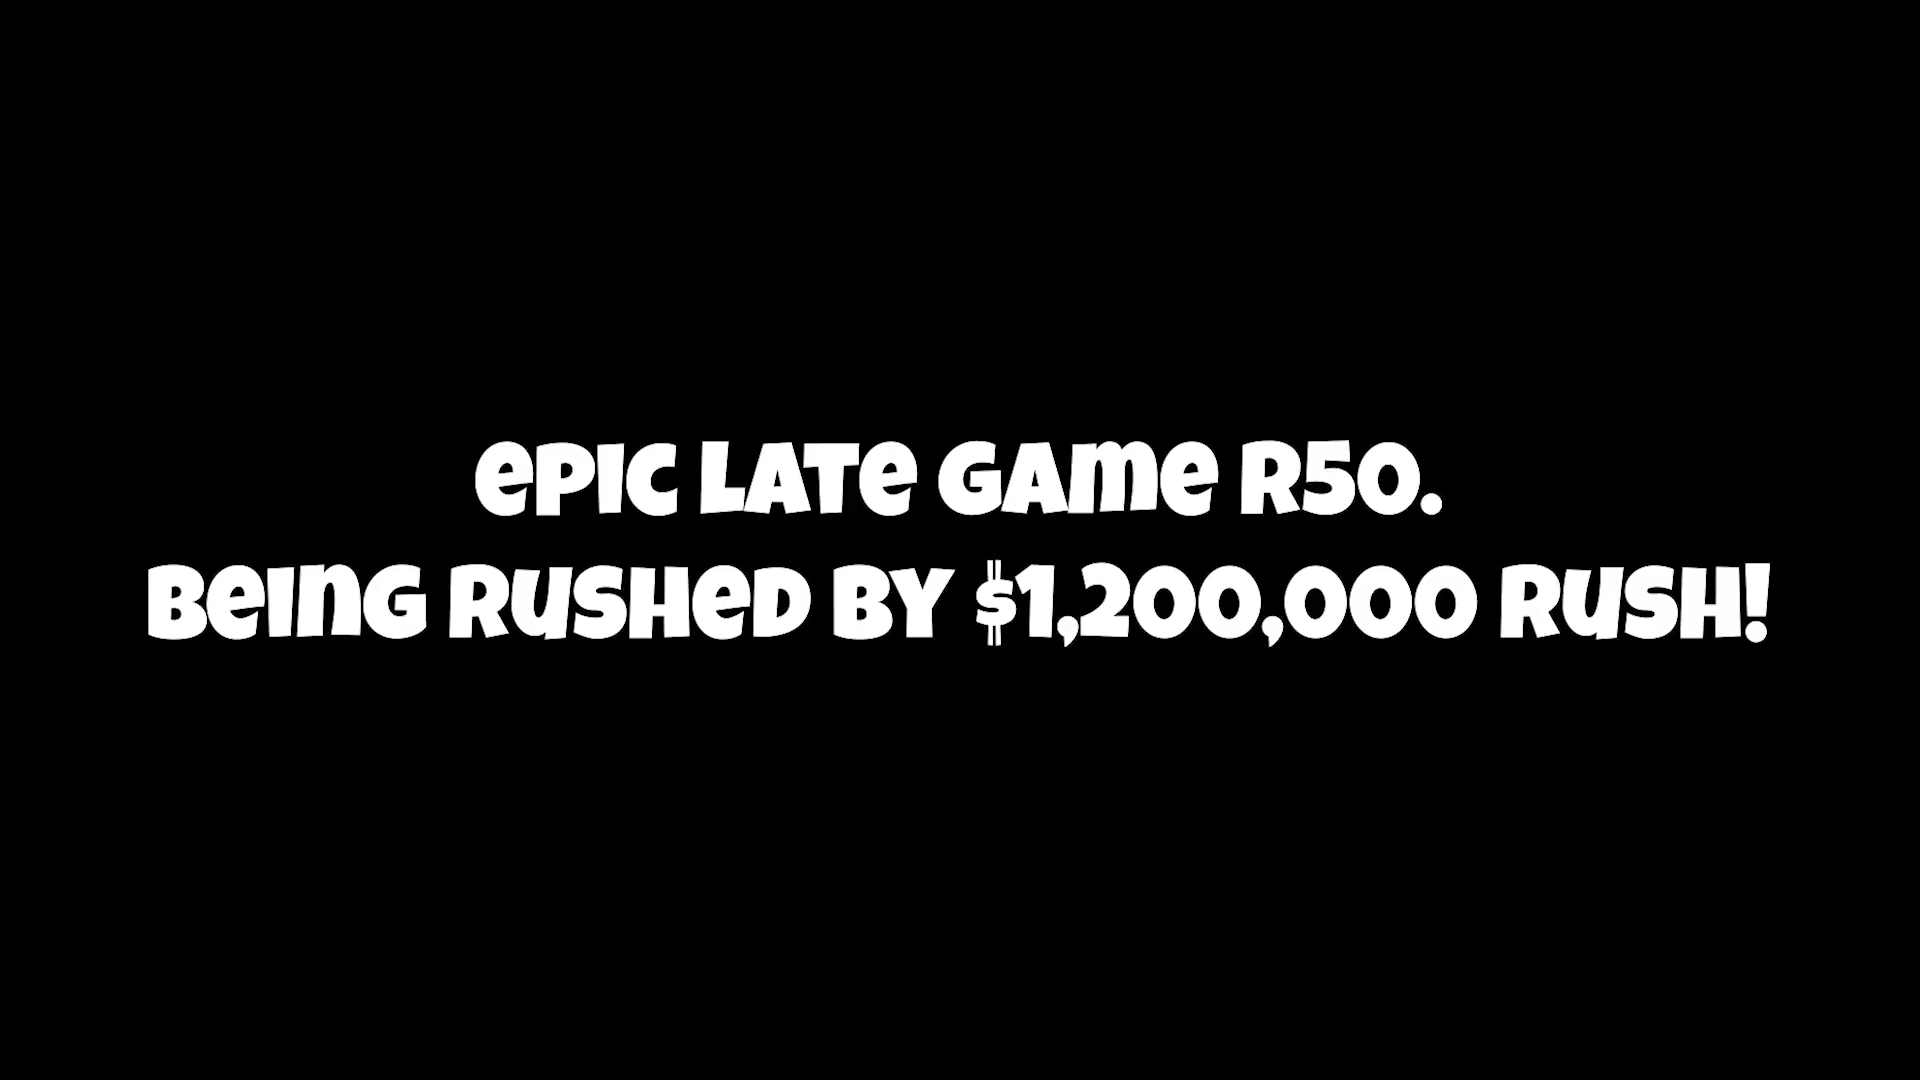 ePIC LATe GAme R50.
BeInG RuSHeD BY $1,200,000 RuSH!